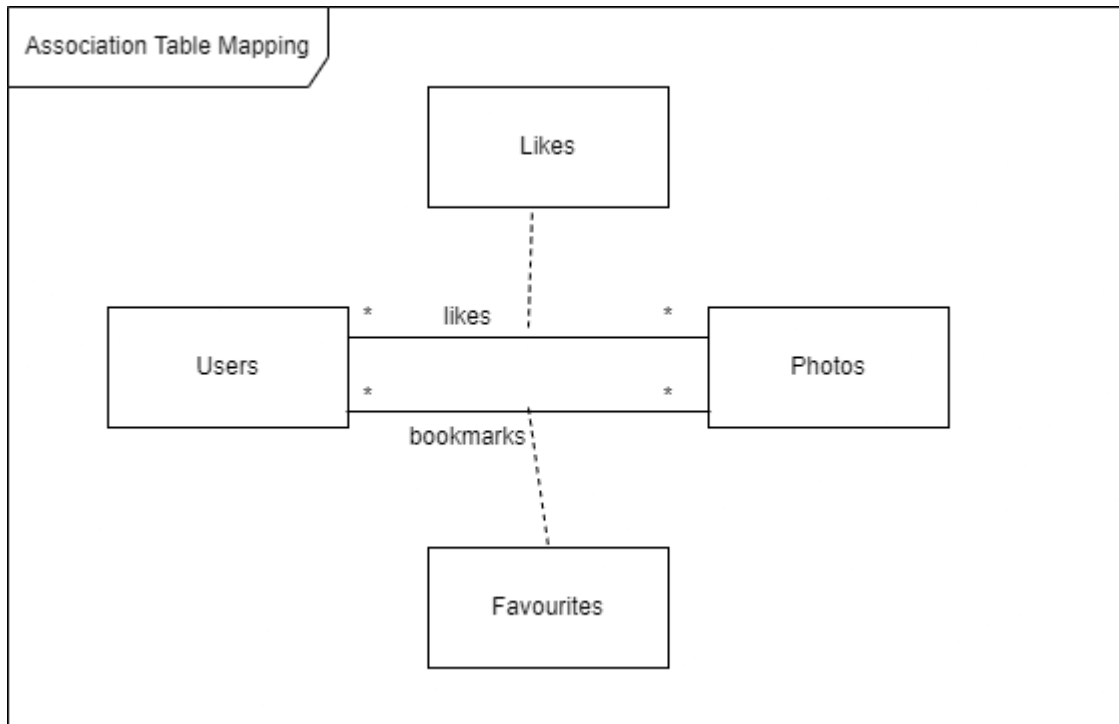 Association Table Mapping
Likes
* likes *
Users
Photos
* *
bookmarks
Favourites